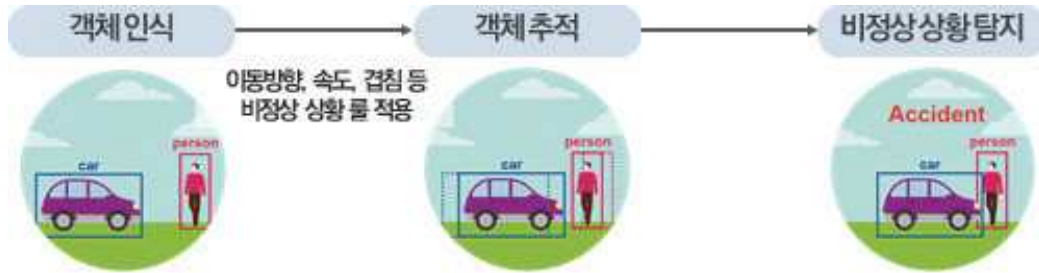 객체 인식
객체 추적
비정상 상황 탐지
이동방향, 속도, 겹침 등
비정상 상황 룰 적용
car
person
car
person
Accident
car
person